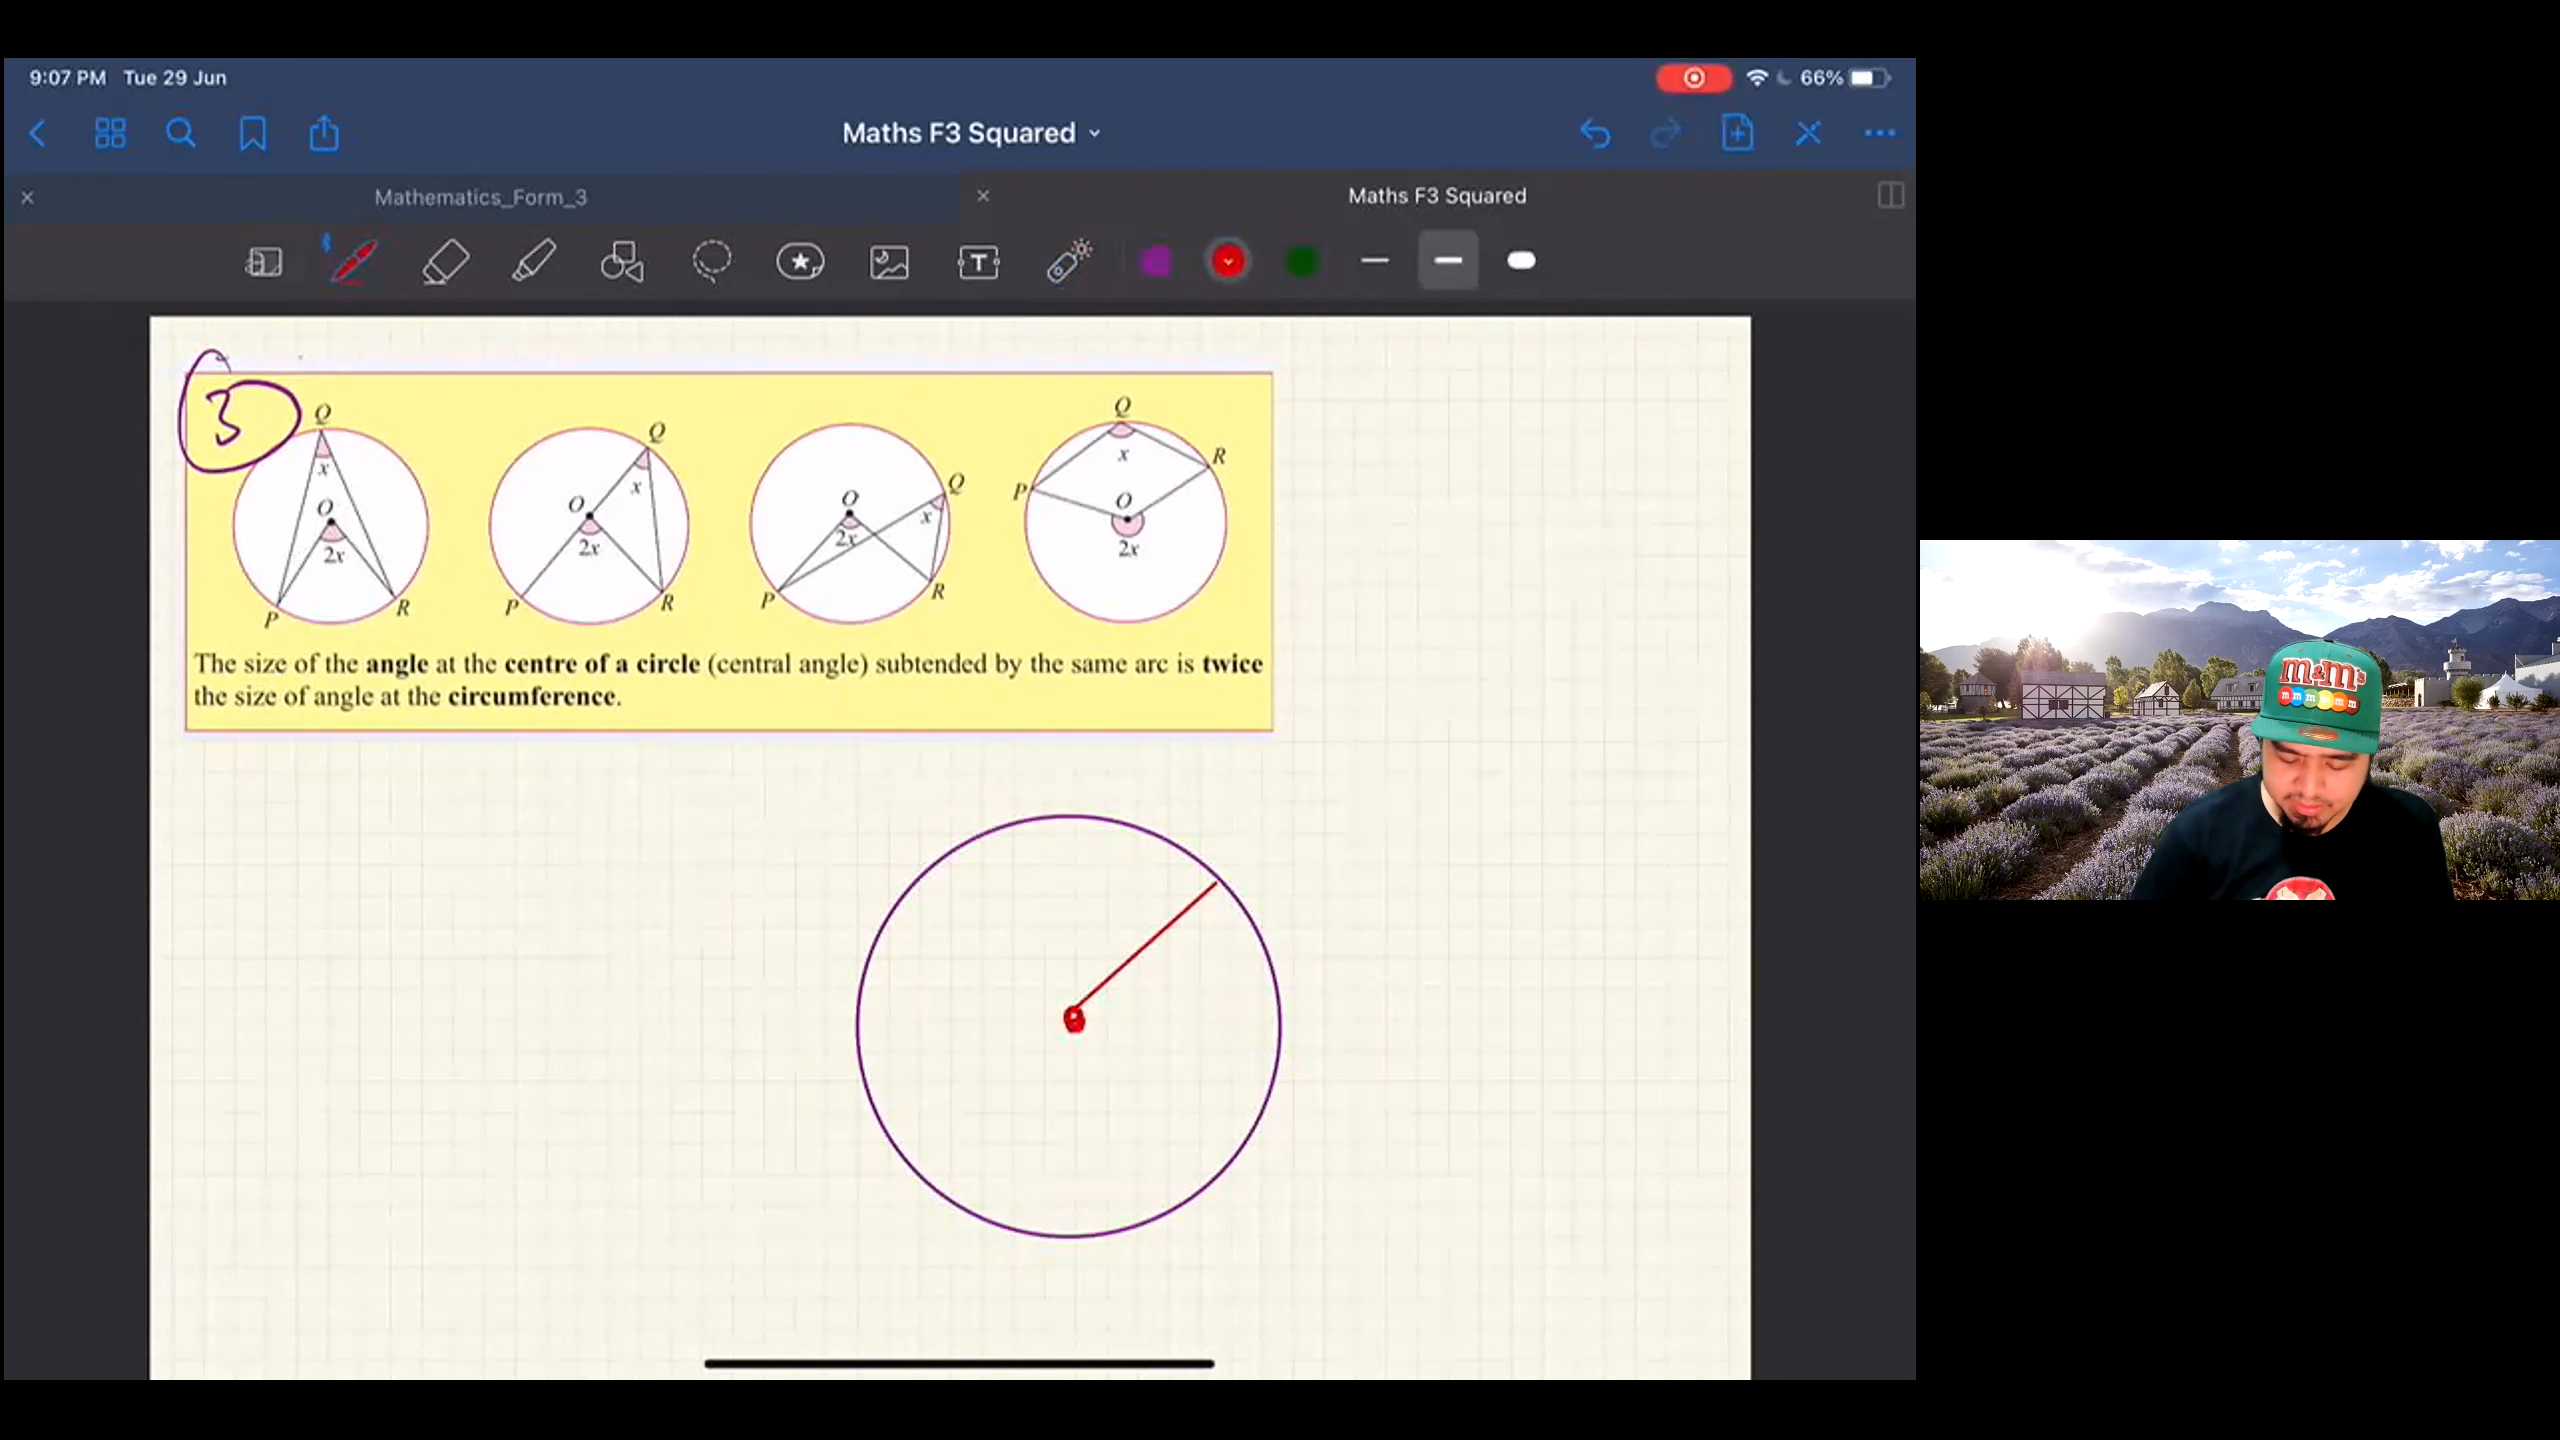 9:07 PM Tue 29 Jun
66%
Maths F3 Squared
Mathematics_Form_3
Maths F3 Squared
T
3
Q
x
O
2x
P
R
Q
x
O
2x
P
R
Q
x
O
2x
P
R
Q
x
R
P
O
2x
The size of the angle at the centre of a circle (central angle) subtended by the same arc is twice
the size of angle at the circumference.
m&m's
mmmmm